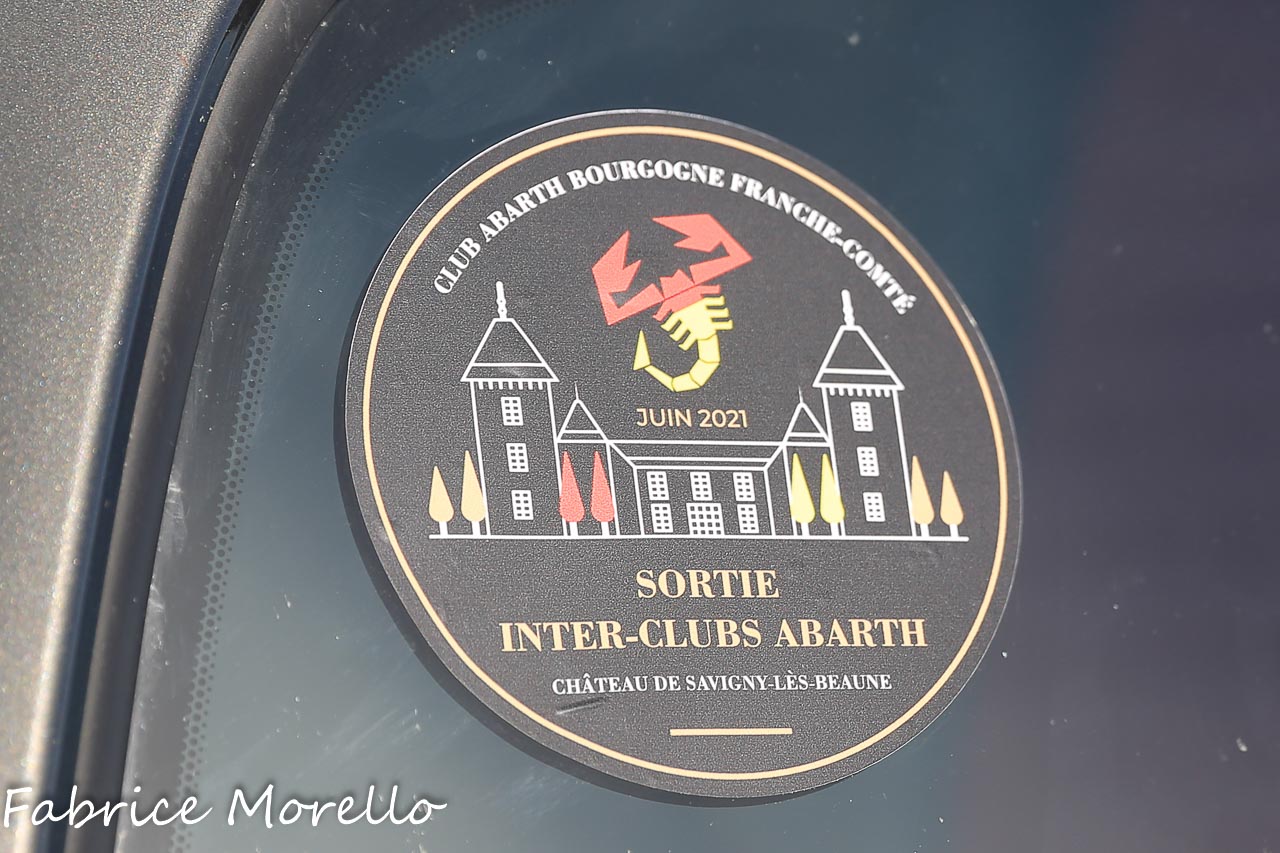 CLUB ABARTH BOURGOGNE FRANCHE-COMTÉ
JUIN 2021
SORTIE
INTER-CLUBS ABARTH
CHÂTEAU DE SAVIGNY-LÈS-BEAUNE
Fabrice Morello